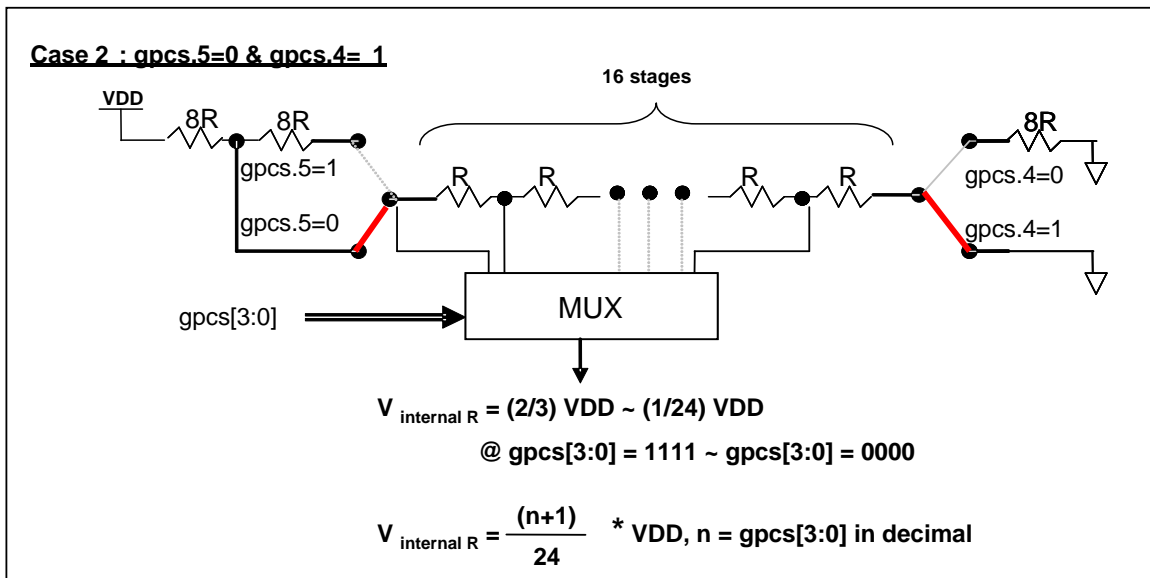 Case 2 : gpcs.5=0 & gpcs.4= 1
16 stages
VDD
8R 8R 8R
gpcs.5=1
R R R R
gpcs.4=0
gpcs.5=0
gpcs.4=1
gpcs[3:0]
MUX
V internal R = (2/3) VDD ~ (1/24) VDD
@ gpcs[3:0] = 1111 ~ gpcs[3:0] = 0000
V internal R = (n+1) / 24 * VDD, n = gpcs[3:0] in decimal